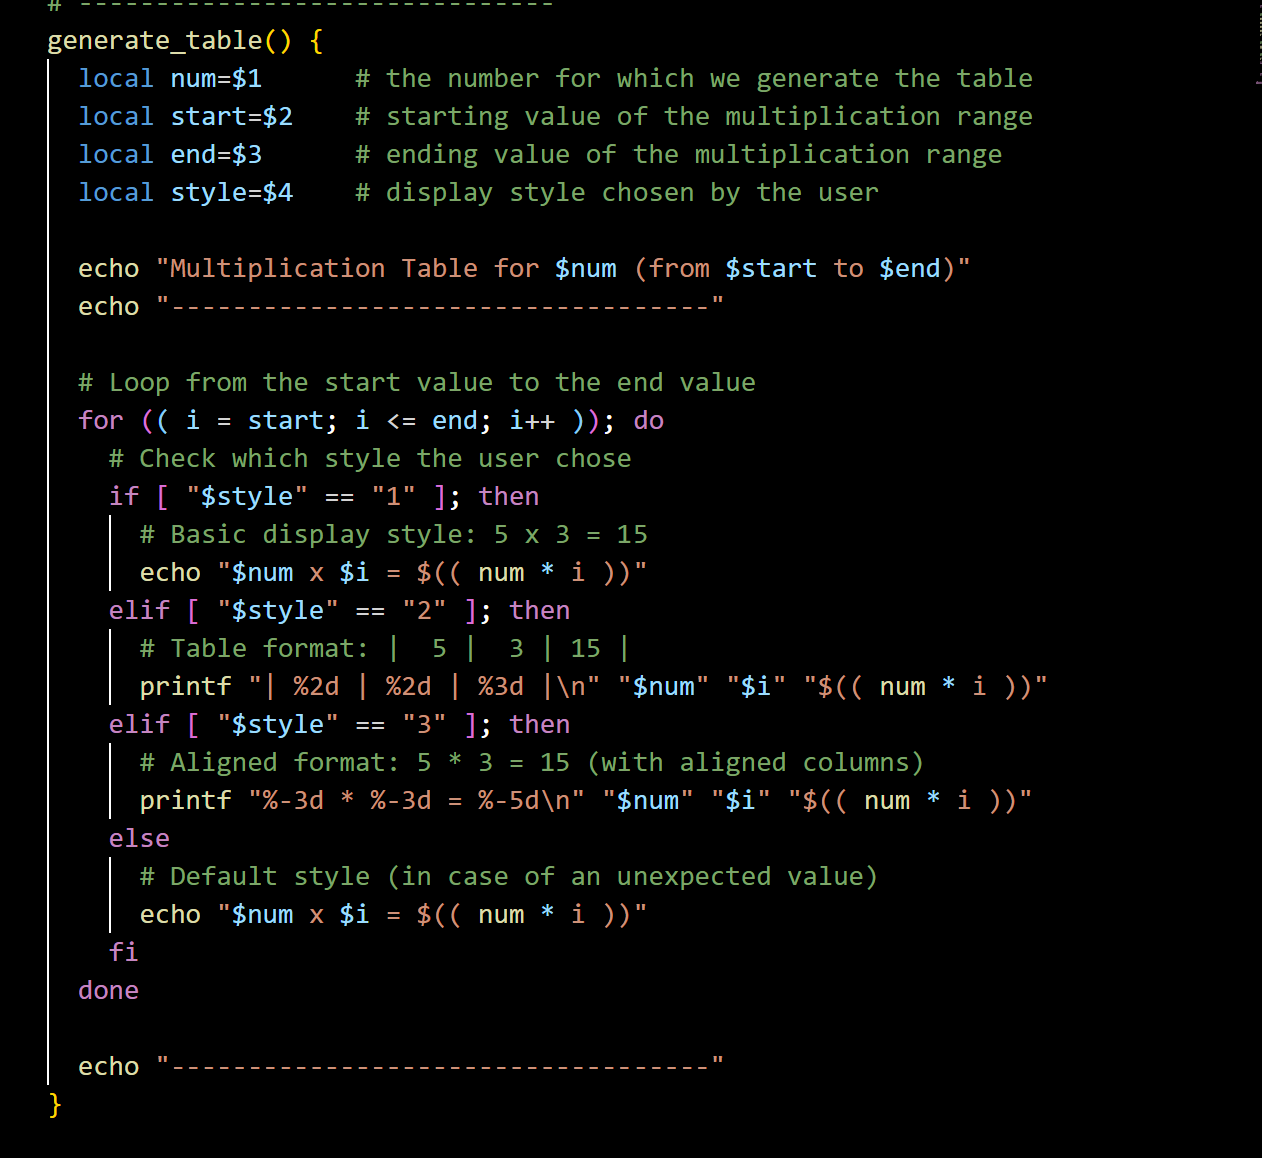 # -------------------------------
generate_table() {
  local num=$1      # the number for which we generate the table
  local start=$2    # starting value of the multiplication range
  local end=$3      # ending value of the multiplication range
  local style=$4    # display style chosen by the user

  echo "Multiplication Table for $num (from $start to $end)"
  echo "-----------------------------------"

  # Loop from the start value to the end value
  for (( i = start; i <= end; i++ )); do
    # Check which style the user chose
    if [ "$style" == "1" ]; then
      # Basic display style: 5 x 3 = 15
      echo "$num x $i = $(( num * i ))"
    elif [ "$style" == "2" ]; then
      # Table format: |  5 |  3 | 15 |
      printf "| %2d | %2d | %3d |\n" "$num" "$i" "$(( num * i ))"
    elif [ "$style" == "3" ]; then
      # Aligned format: 5 * 3 = 15 (with aligned columns)
      printf "%-3d * %-3d = %-5d\n" "$num" "$i" "$(( num * i ))"
    else
      # Default style (in case of an unexpected value)
      echo "$num x $i = $(( num * i ))"
    fi
  done

  echo "-----------------------------------"
}